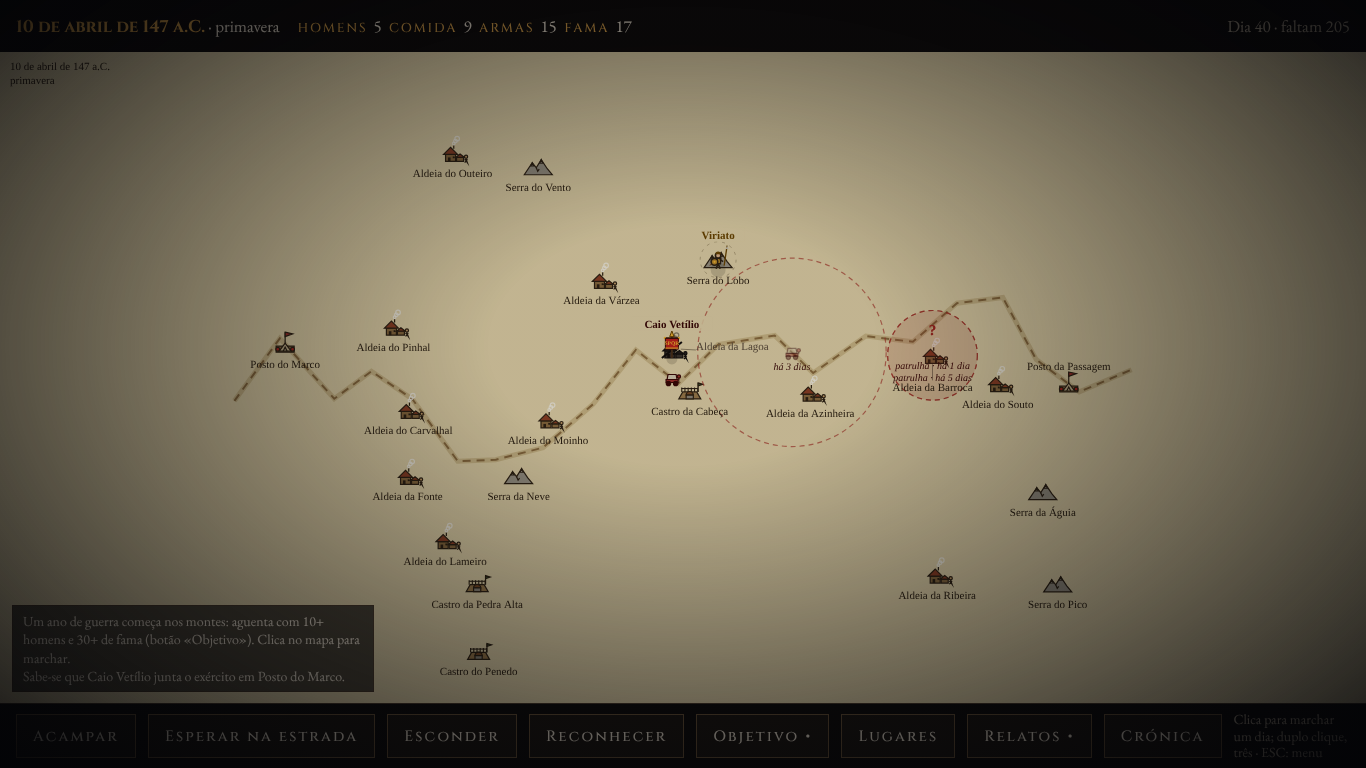 10 DE ABRIL DE 147 A.C. · primavera HOMENS 5 COMIDA 9 ARMAS 15 FAMA 17
Dia 40 · faltam 205
10 de abril de 147 a.C.
primavera
Aldeia do Outeiro
Serra do Vento
Viriato
Serra do Lobo
Aldeia da Várzea
Caio Vetílio
SPQR
Aldeia da Lagoa
Aldeia do Pinhal
Posto do Marco
há 3 dias
?
patrulha · há 1 dia
patrulha · há 5 dias
Aldeia da Barroca
Posto da Passagem
Aldeia do Souto
Castro da Cabeça
Aldeia da Azinheira
Aldeia do Carvalhal
Aldeia do Moinho
Aldeia da Fonte
Serra da Neve
Serra da Águia
Aldeia do Lameiro
Castro da Pedra Alta
Aldeia da Ribeira
Serra do Pico
Castro do Penedo
Um ano de guerra começa nos montes: aguenta com 10+
homens e 30+ de fama (botão «Objetivo»). Clica no mapa para
marchar.
Sabe-se que Caio Vetílio junta o exército em Posto do Marco.
ACAMPAR
ESPERAR NA ESTRADA
ESCONDER
RECONHECER
OBJETIVO •
LUGARES
RELATOS •
CRÓNICA
Clica para marchar
um dia; duplo clique,
três · ESC: menu